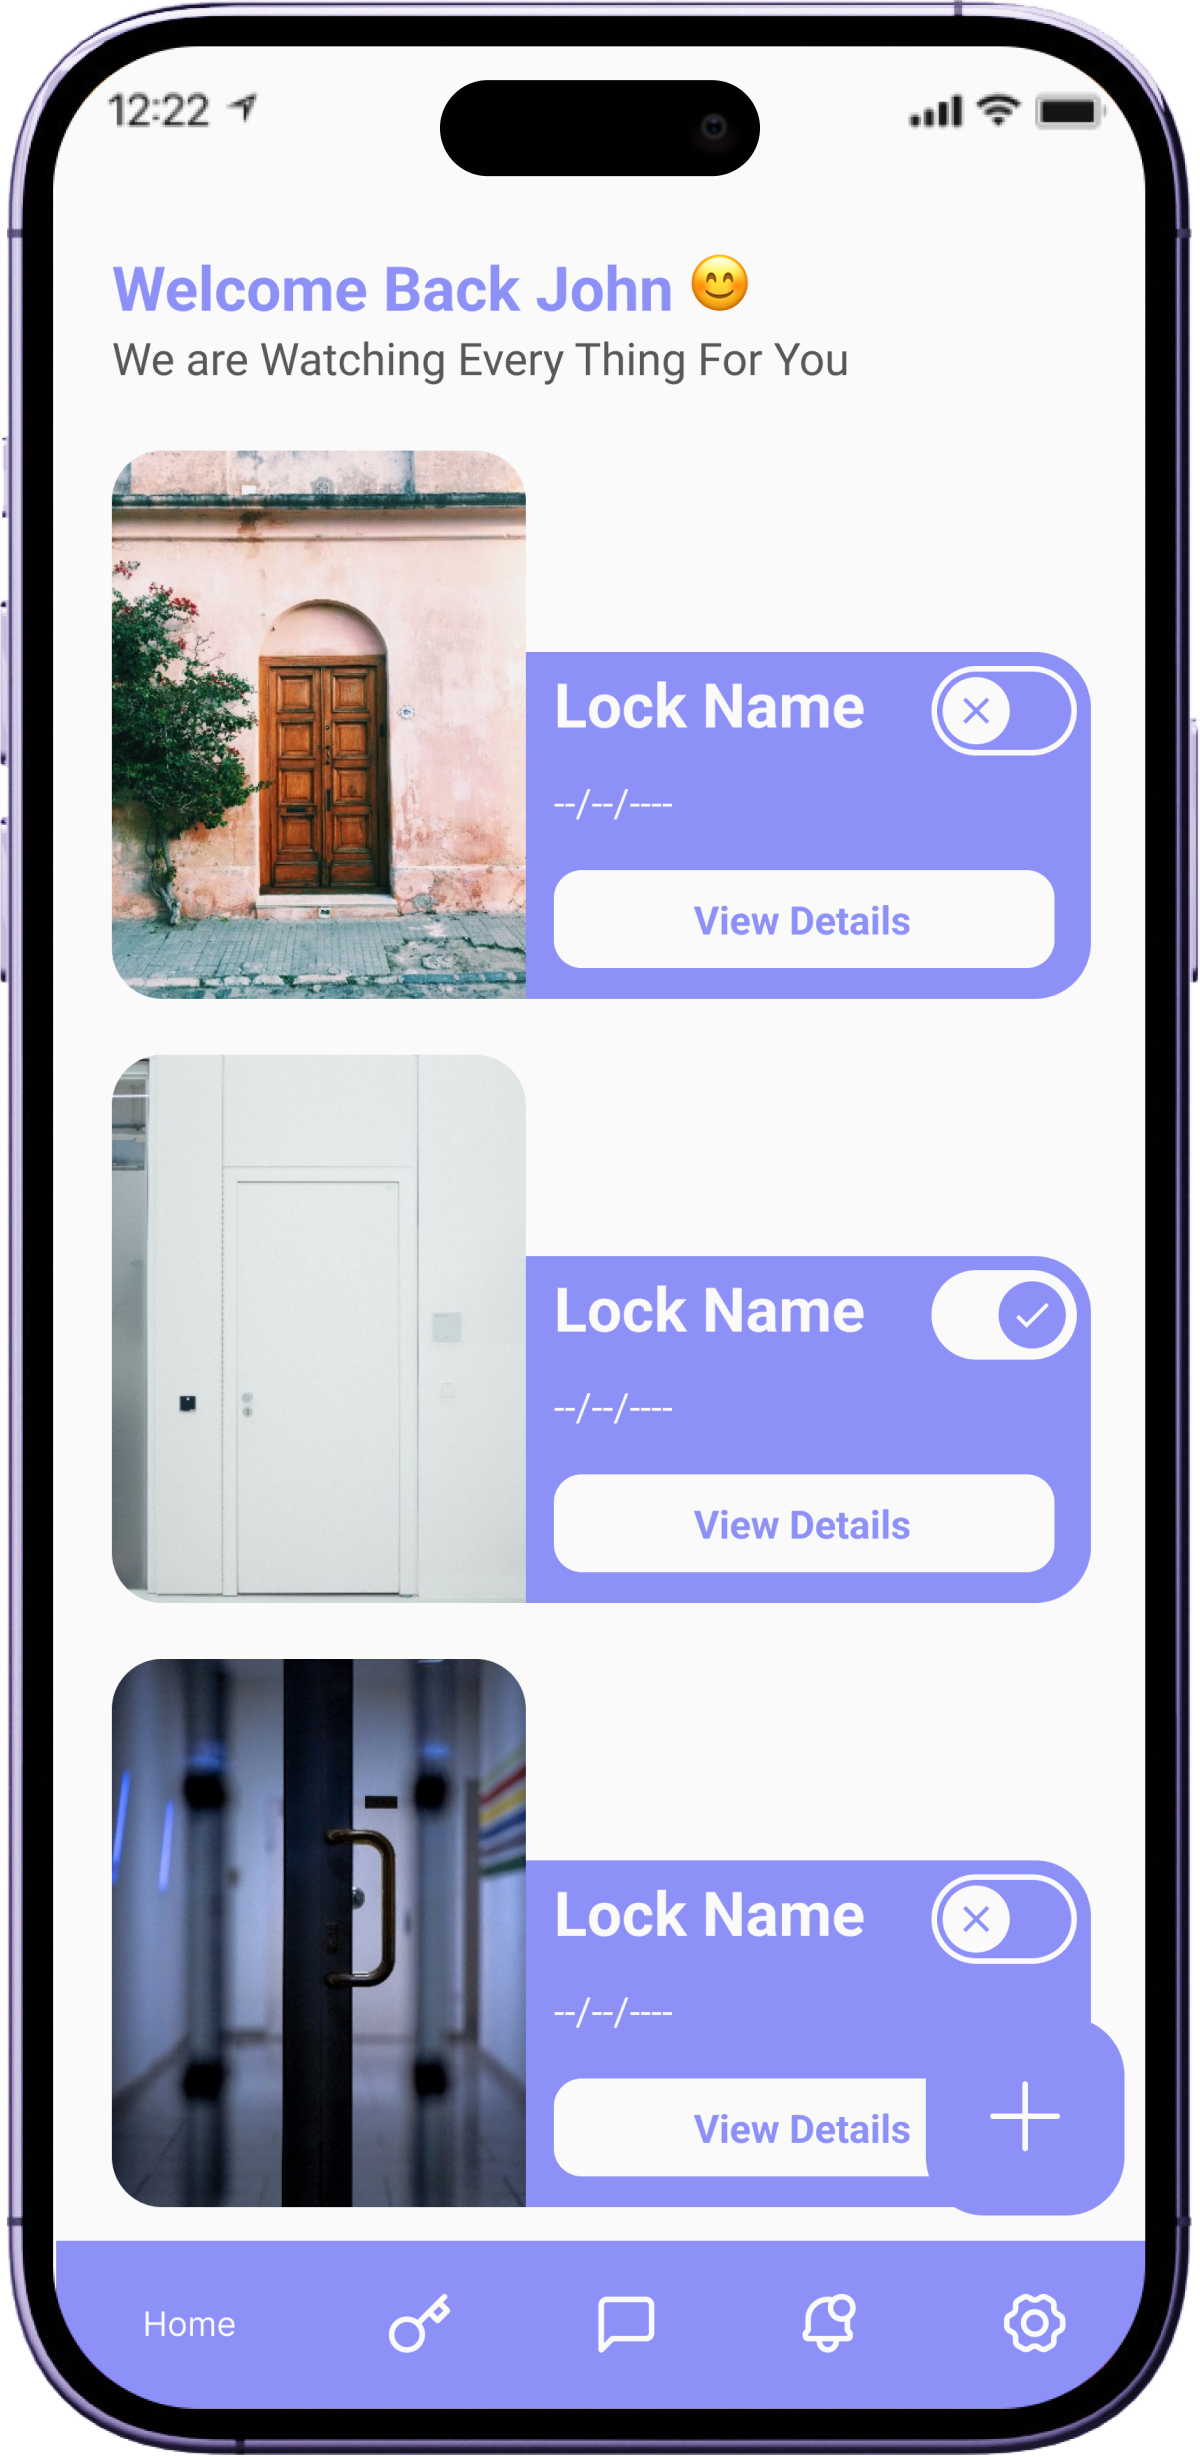 12:22
Welcome Back John 😊
We are Watching Every Thing For You
Lock Name
--/--/----
View Details
Lock Name
--/--/----
View Details
Lock Name
--/--/----
View Details
Home